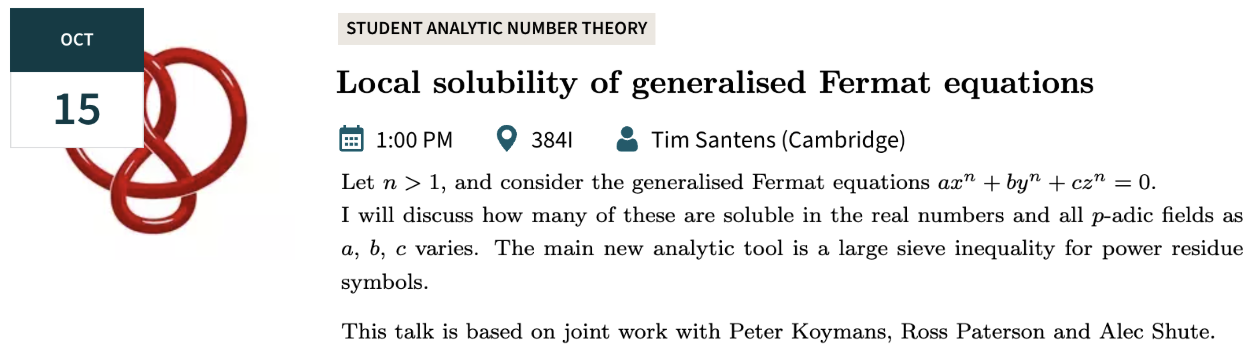 OCT
15
STUDENT ANALYTIC NUMBER THEORY
Local solubility of generalised Fermat equations
1:00 PM 384I Tim Santens (Cambridge)
Let n > 1, and consider the generalised Fermat equations axⁿ + byⁿ + czⁿ = 0.
I will discuss how many of these are soluble in the real numbers and all p-adic fields as
a, b, c varies. The main new analytic tool is a large sieve inequality for power residue
symbols.
This talk is based on joint work with Peter Koymans, Ross Paterson and Alec Shute.